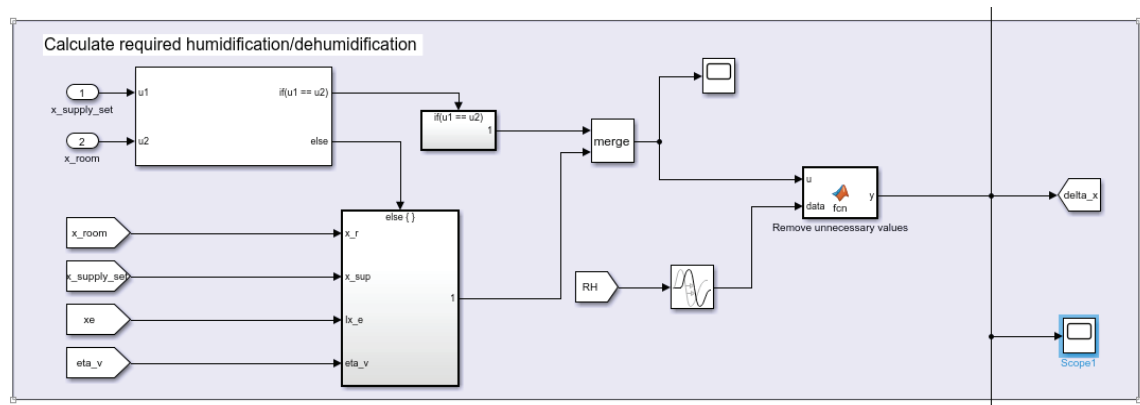 Calculate required humidification/dehumidification
1
x_supply_set
2
x_room
u1
u2
if(u1 == u2)
else
if(u1 == u2)
1
merge
else { }
x_r
x_sup
Ix_e
eta_v
1
x_room
x_supply_set
xe
eta_v
RH
u
data
fcn
y
Remove unnecessary values
delta_x
Scope1